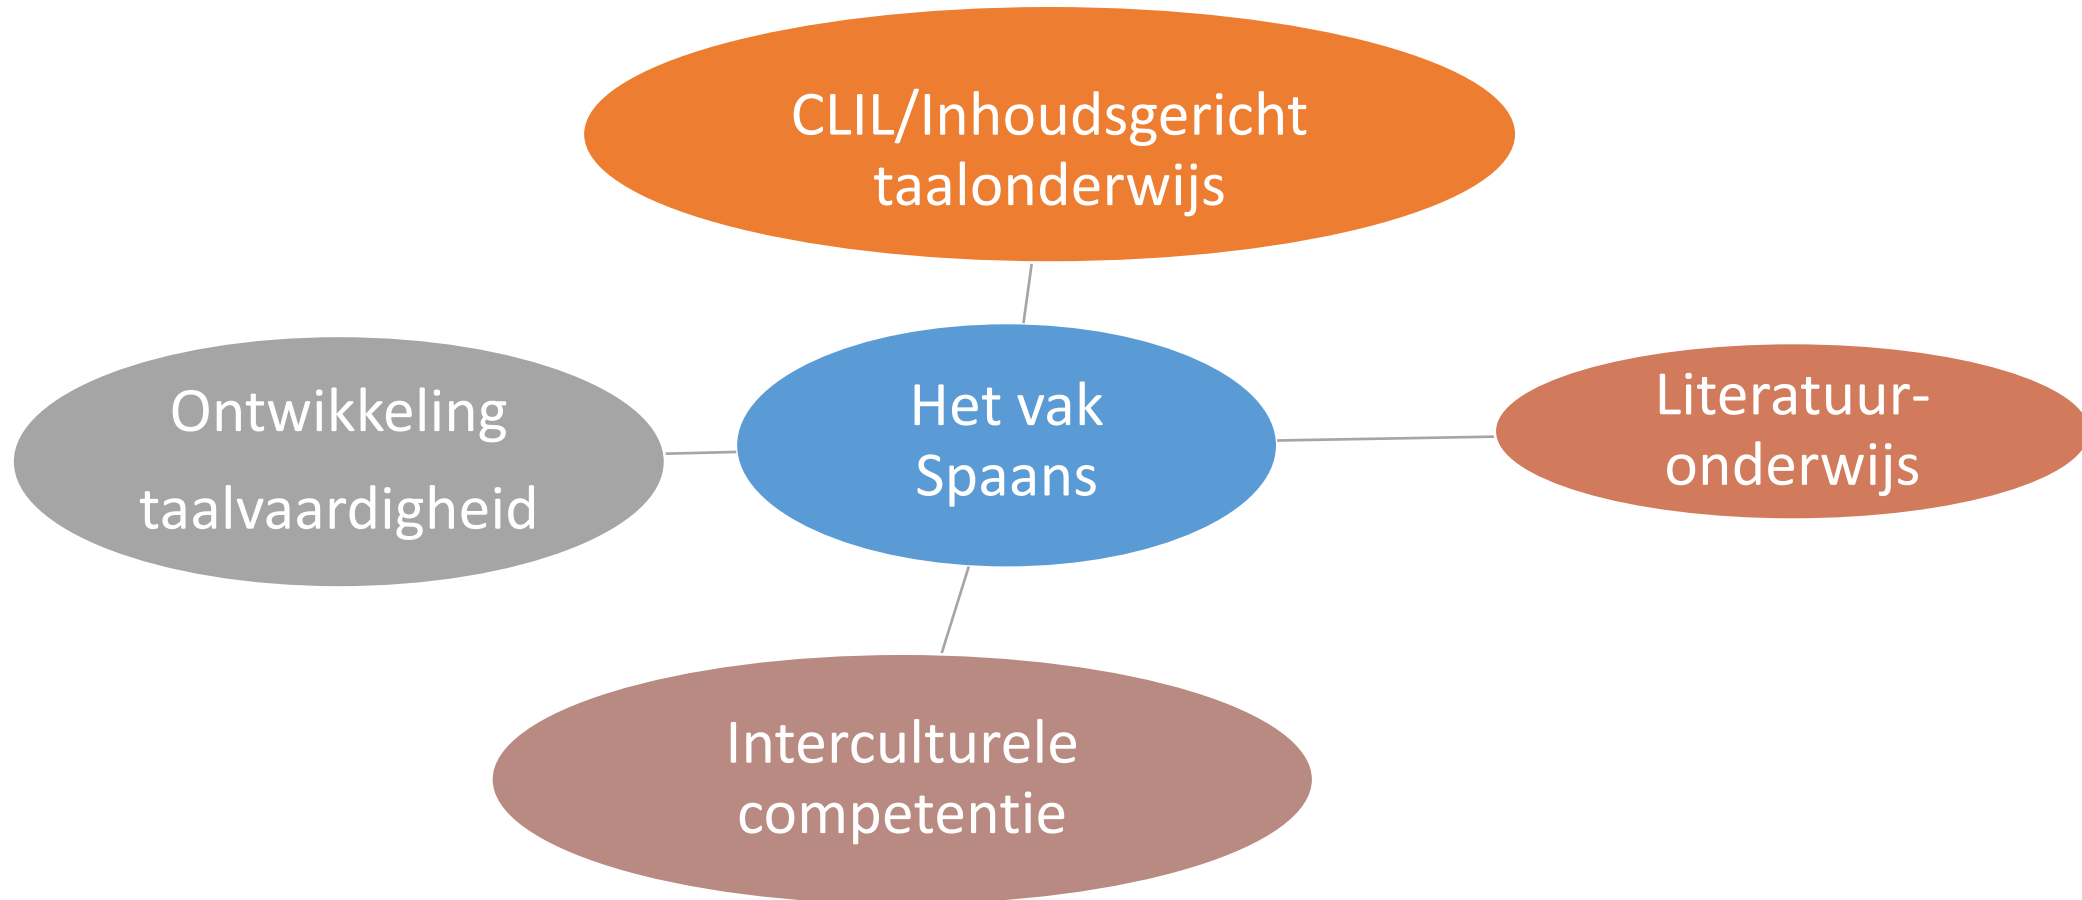 CLIL/Inhoudsgericht
taalonderwijs
Ontwikkeling
taalvaardigheid
Het vak
Spaans
Literatuur-
onderwijs
Interculturele
competentie